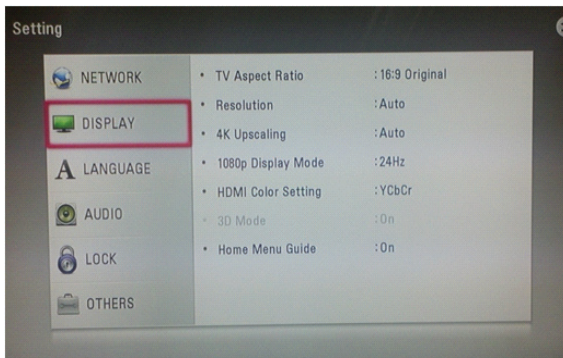 Setting
NETWORK
DISPLAY
LANGUAGE
AUDIO
LOCK
OTHERS
• TV Aspect Ratio :16:9 Original
• Resolution :Auto
• 4K Upscaling :Auto
• 1080p Display Mode :24Hz
• HDMI Color Setting :YCbCr
• 3D Mode :On
• Home Menu Guide :On